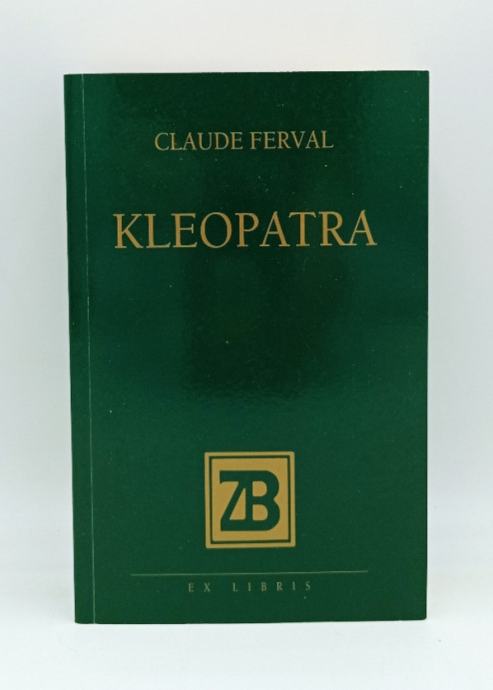 CLAUDE FERVAL
KLEOPATRA
ZB
EX LIBRIS